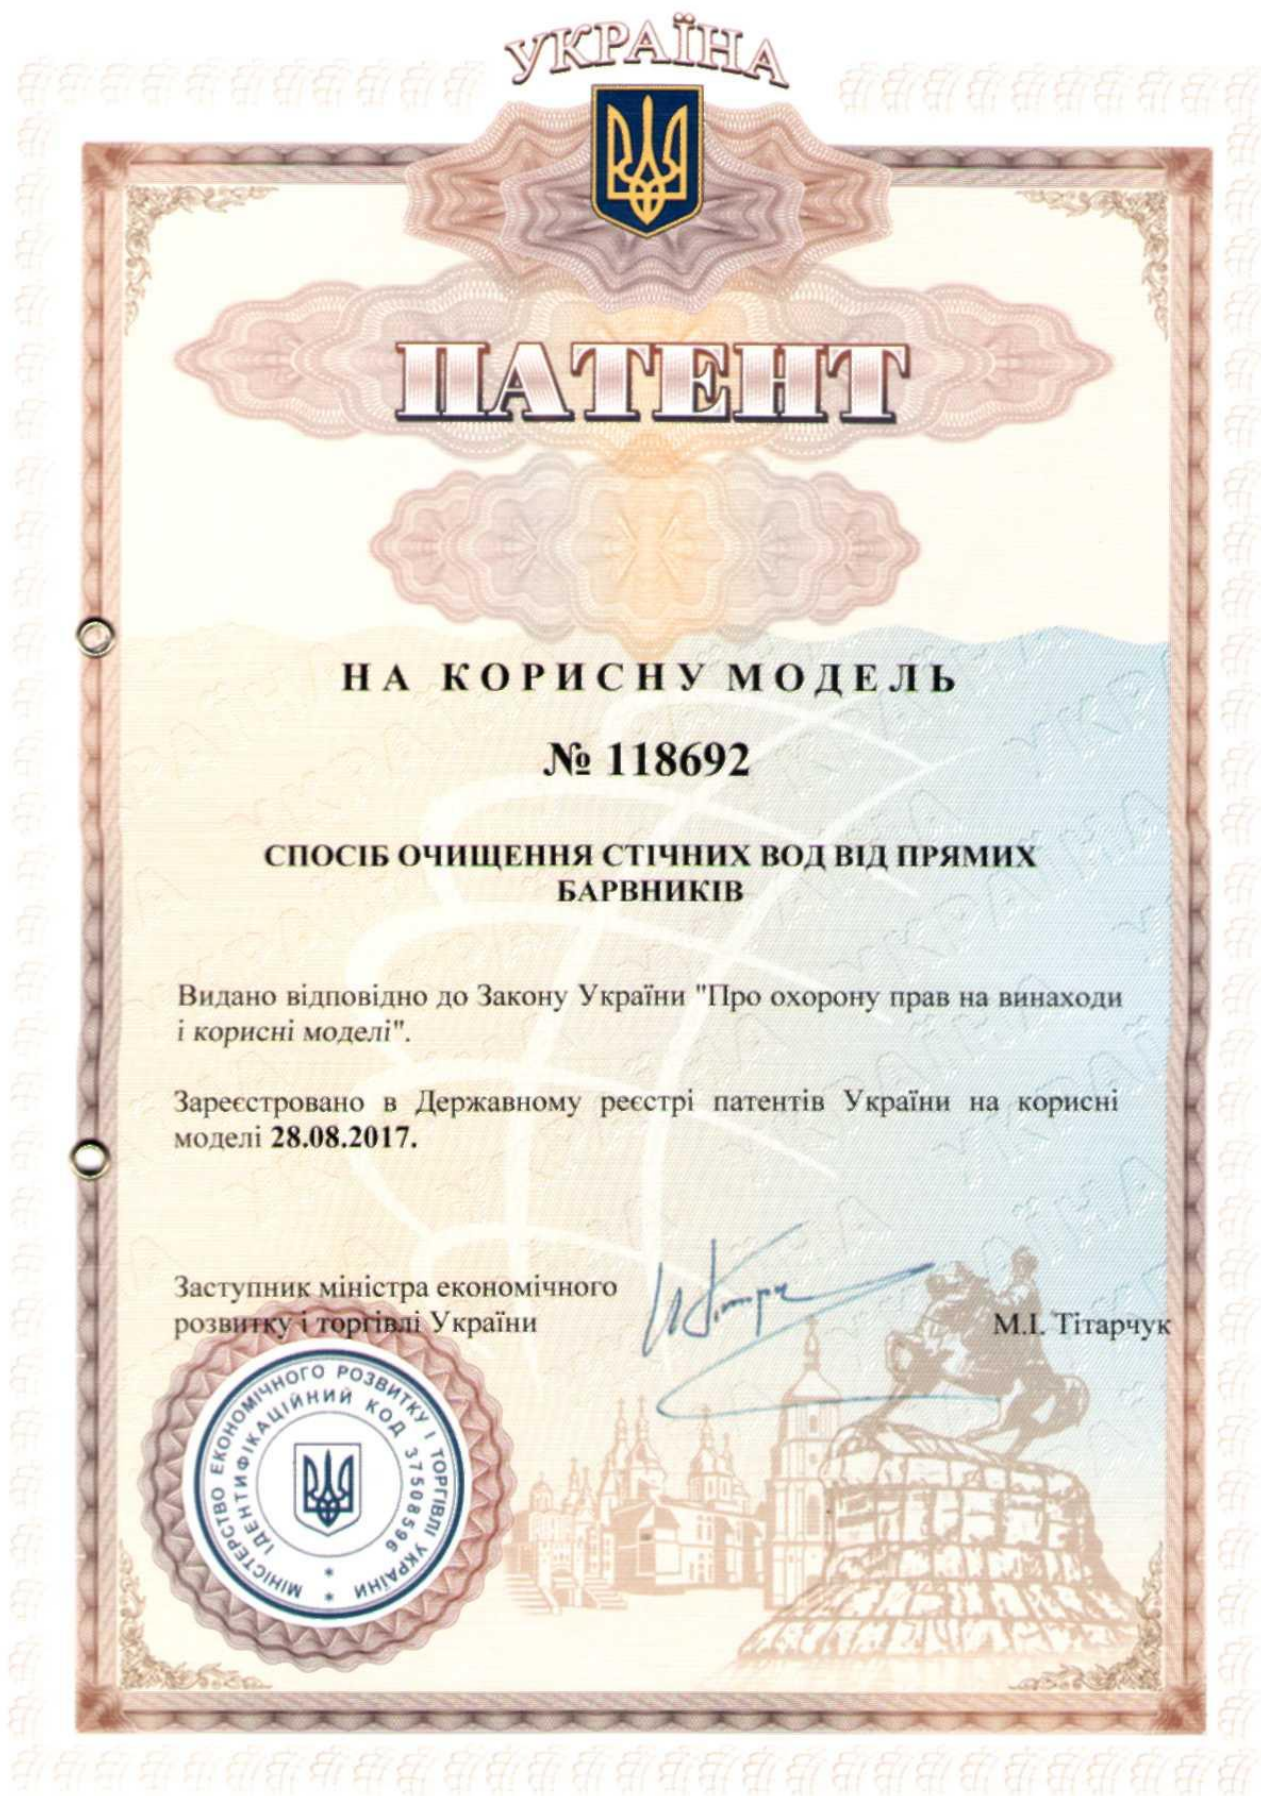 УКРАЇНА
ПАТЕНТ
НА КОРИСНУ МОДЕЛЬ
№ 118692
СПОСІБ ОЧИЩЕННЯ СТІЧНИХ ВОД ВІД ПРЯМИХ
БАРВНИКІВ
Видано відповідно до Закону України "Про охорону прав на винаходи
і корисні моделі".
Зареєстровано в Державному реєстрі патентів України на корисні
моделі 28.08.2017.
Заступник міністра економічного
розвитку і торгівлі України
М.І. Тітарчук
МІНІСТЕРСТВО ЕКОНОМІЧНОГО РОЗВИТКУ І ТОРГІВЛІ УКРАЇНИ *
ІДЕНТИФІКАЦІЙНИЙ КОД 37508596 *